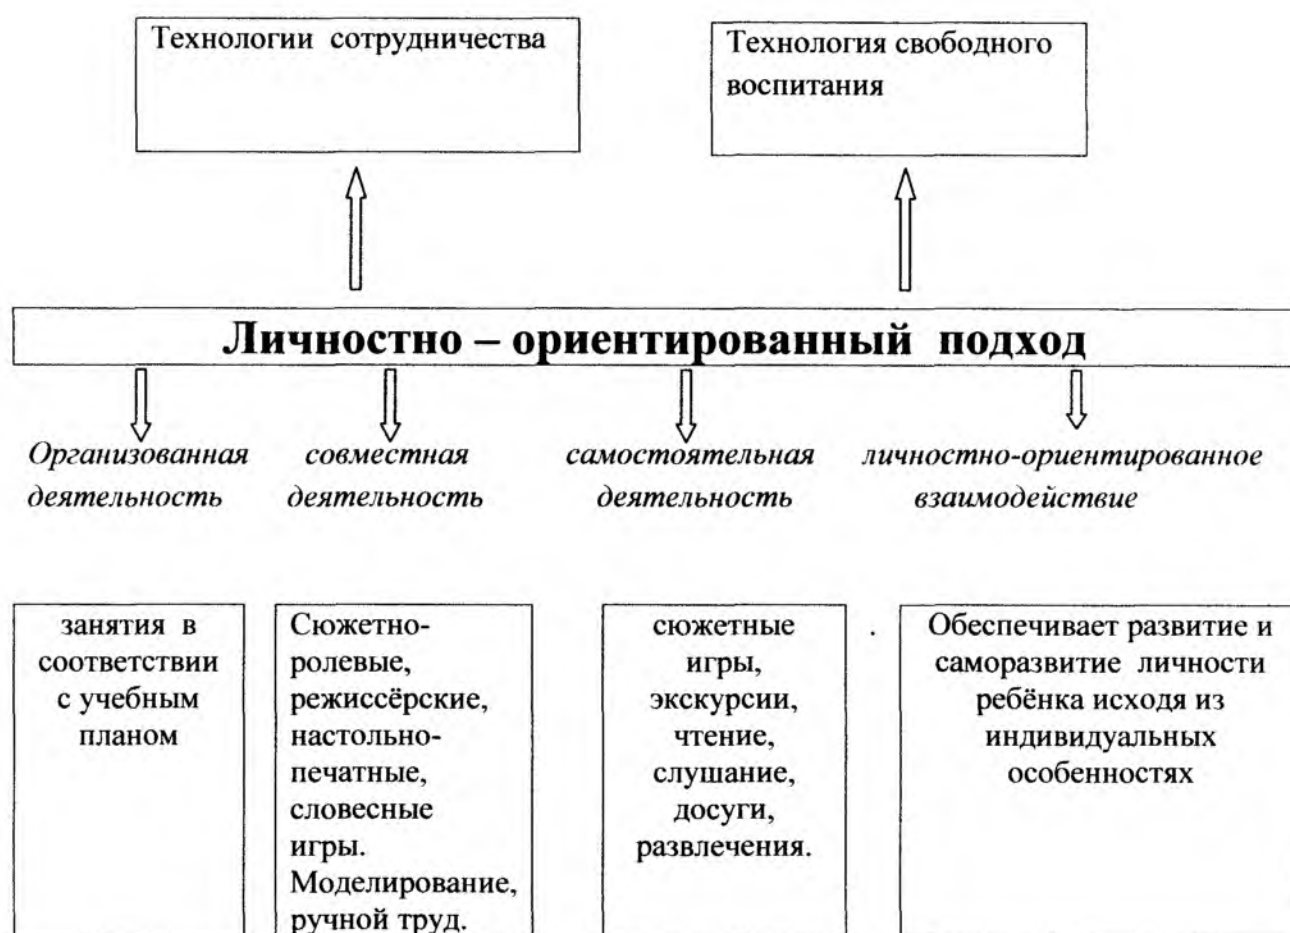 Технологии сотрудничества
Технология свободного
воспитания
Личностно – ориентированный подход
Организованная
деятельность
совместная
деятельность
самостоятельная
деятельность
личностно-ориентированное
взаимодействие
занятия в
соответствии
с учебным
планом
Сюжетно-
ролевые,
режиссёрские,
настольно-
печатные,
словесные
игры.
Моделирование,
ручной труд.
сюжетные
игры,
экскурсии,
чтение,
слушание,
досуги,
развлечения.
.
Обеспечивает развитие и
саморазвитие личности
ребёнка исходя из
индивидуальных
особенностях